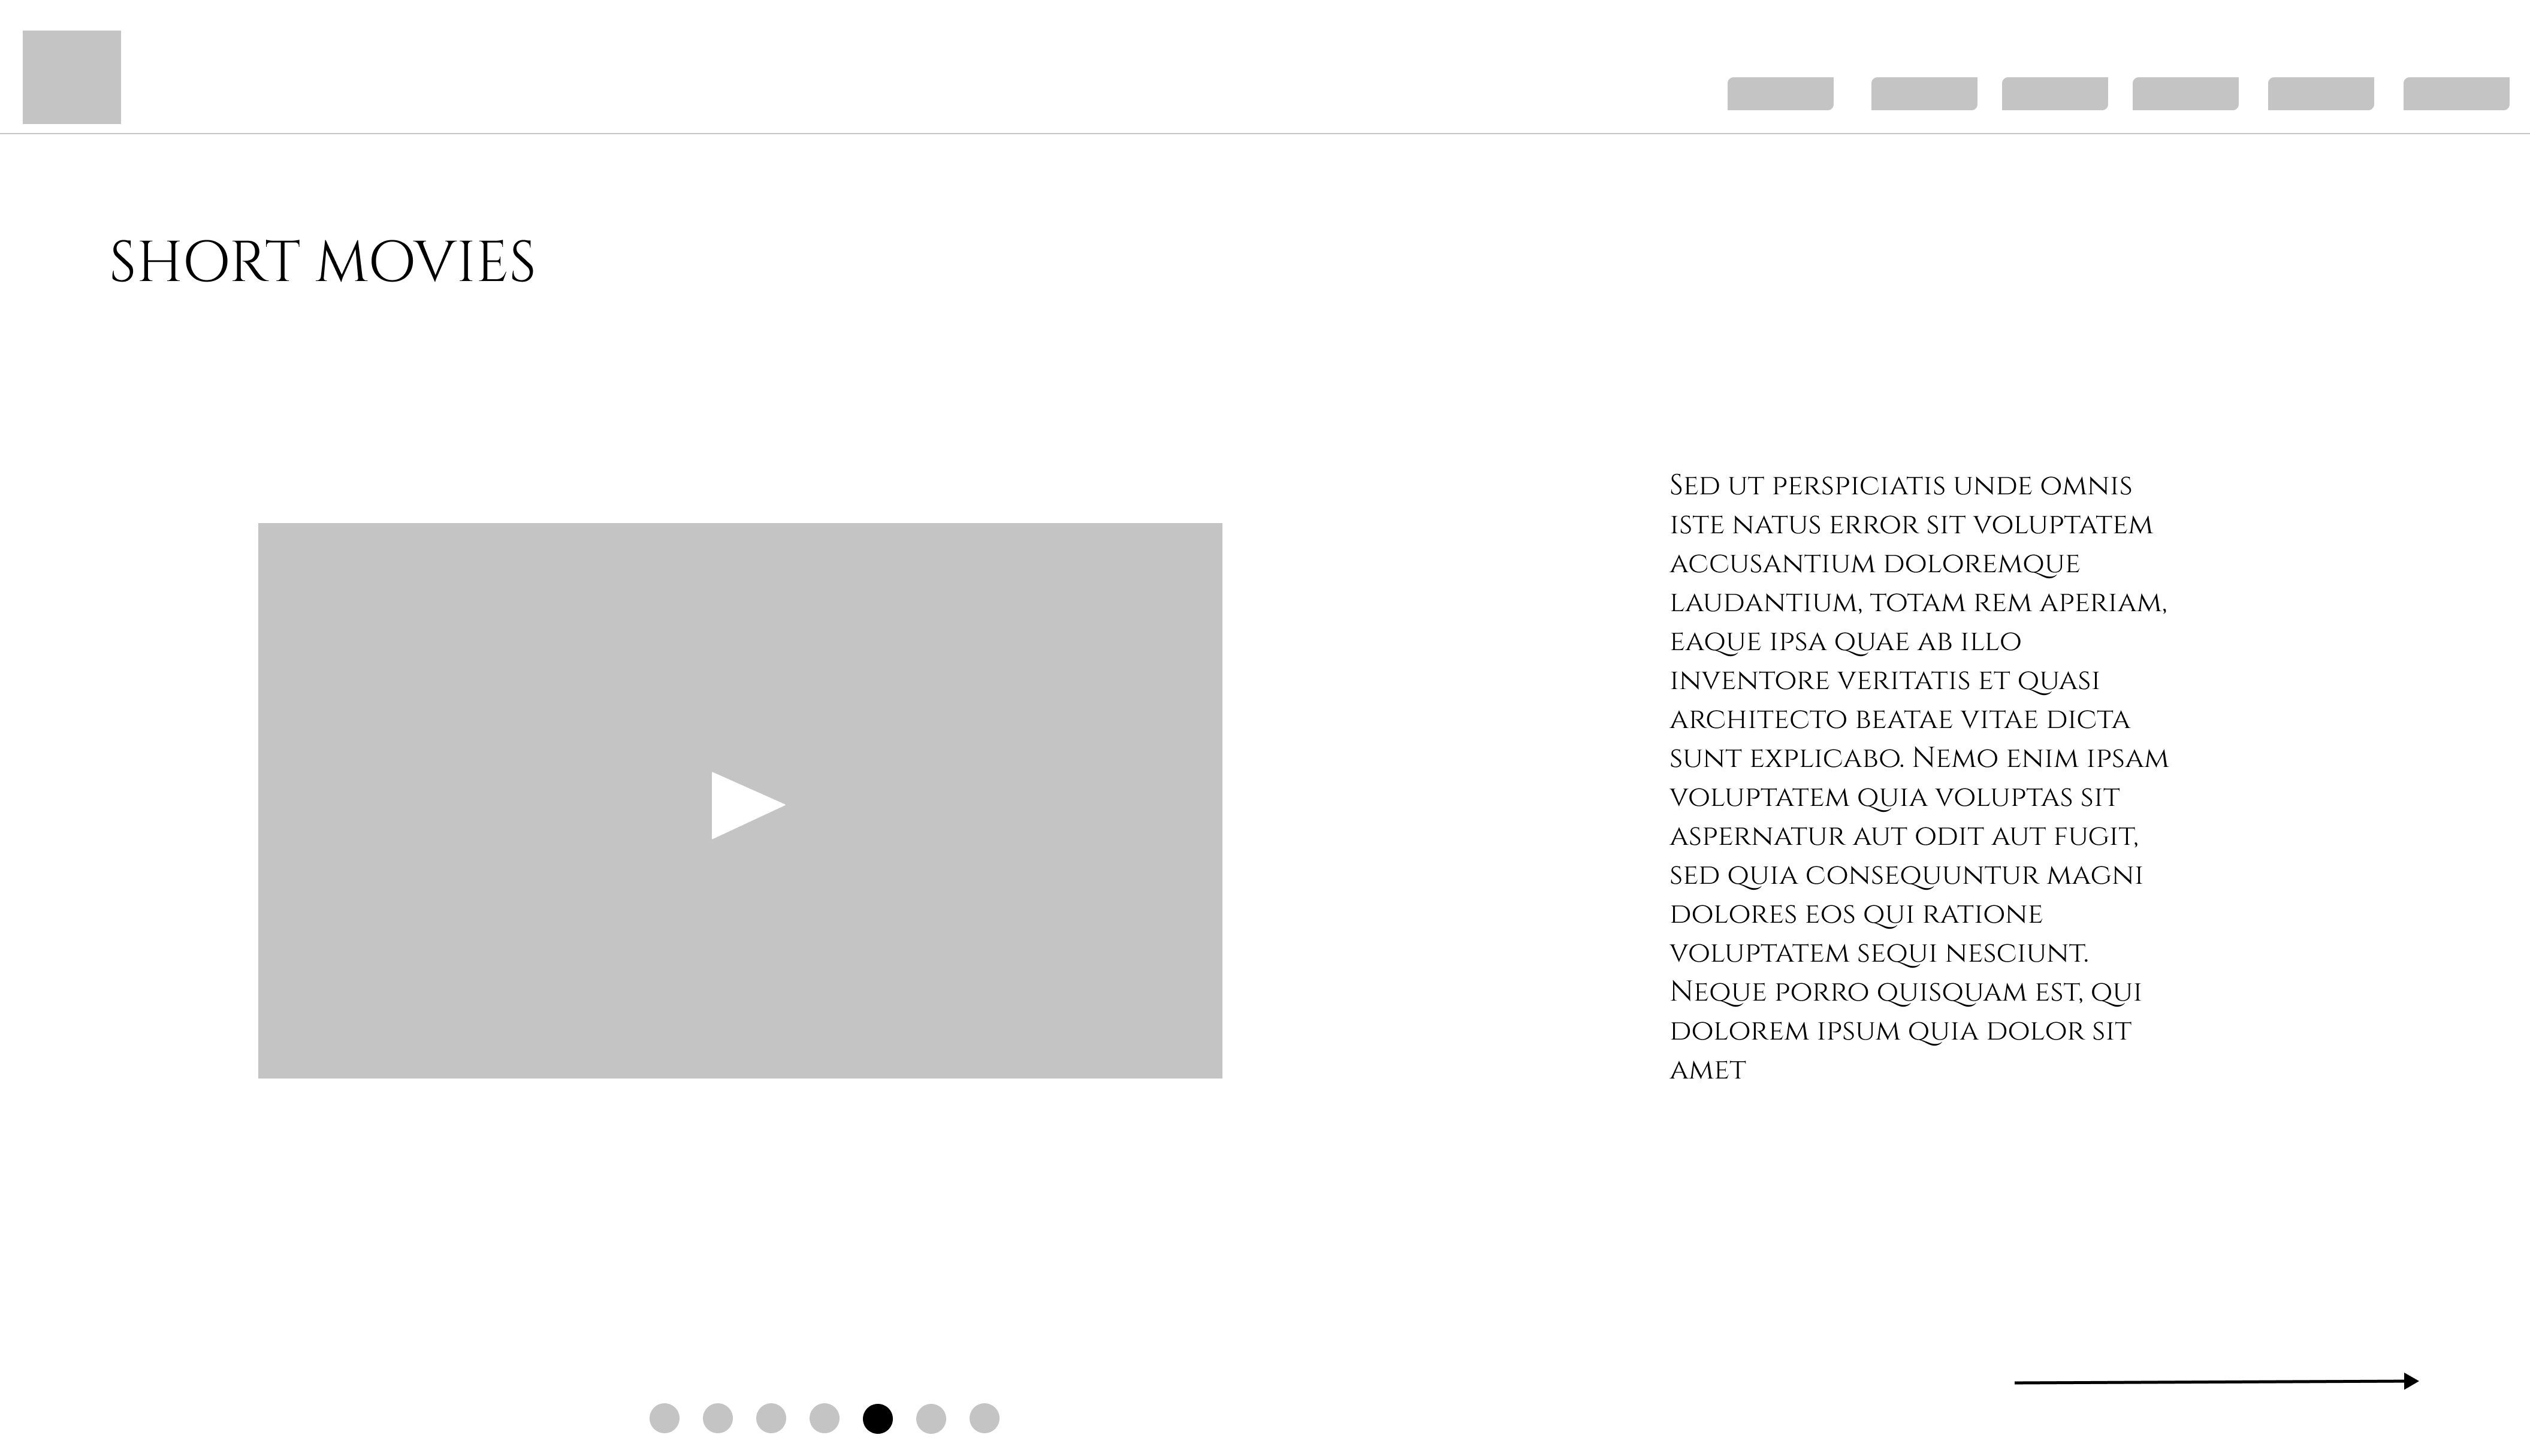 SHORT MOVIES
Sed ut perspiciatis unde omnis
iste natus error sit voluptatem
accusantium doloremque
laudantium, totam rem aperiam,
eaque ipsa quae ab illo
inventore veritatis et quasi
architecto beatae vitae dicta
sunt explicabo. Nemo enim ipsam
voluptatem quia voluptas sit
aspernatur aut odit aut fugit,
sed quia consequuntur magni
dolores eos qui ratione
voluptatem sequi nesciunt.
Neque porro quisquam est, qui
dolorem ipsum quia dolor sit
amet